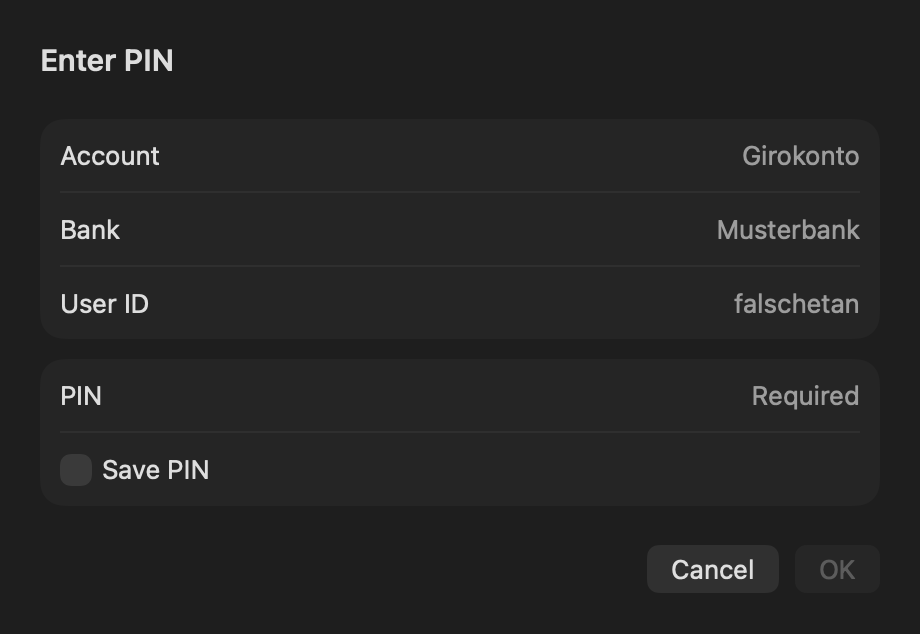 Enter PIN
Account Girokonto
Bank Musterbank
User ID falschetan
PIN Required
Save PIN
Cancel OK